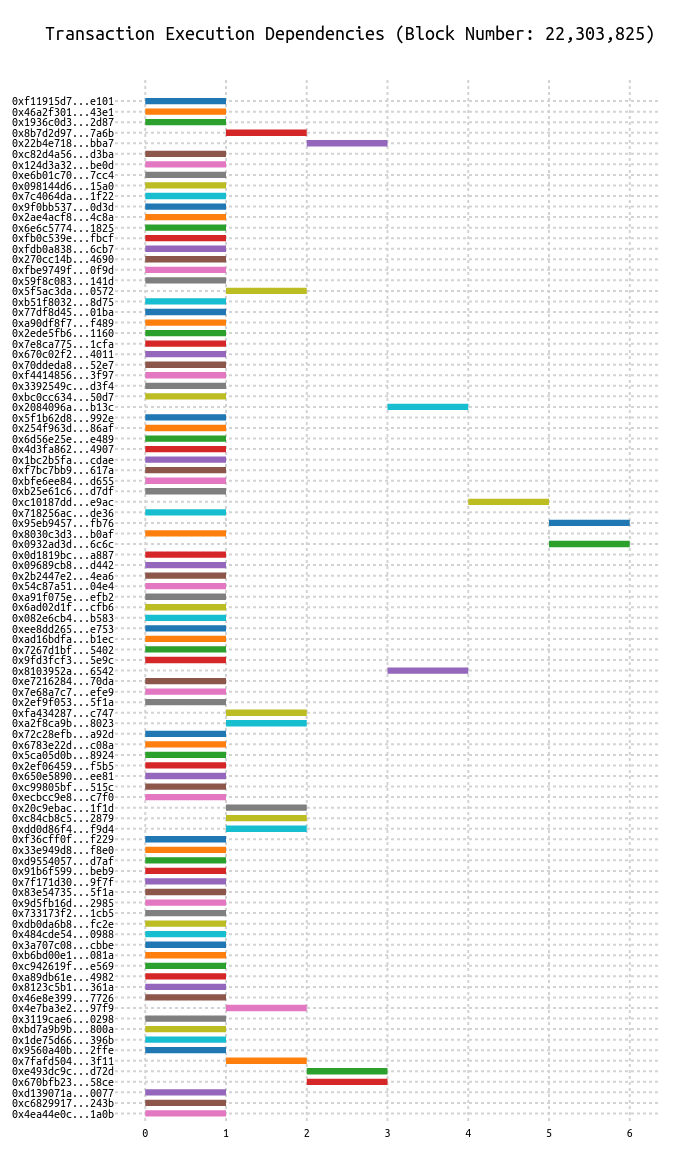 Transaction Execution Dependencies (Block Number: 22,303,825)
0xf11915d7...e101
0x46a2f301...43e1
0x1936c0d3...2d87
0x8b7d2d97...7a6b
0x22b4e718...bba7
0xc82d4a56...d3ba
0x124d3a32...be0d
0xe6b01c70...7cc4
0x098144d6...15a0
0x7c4064da...1f22
0x9f0bb537...0d3d
0x2ae4acf8...4c8a
0x6e6c5774...1825
0xfb0c539e...fbcf
0xfdb0a838...6cb7
0x270cc14b...4690
0xfbe9749f...0f9d
0x59f8c083...141d
0x5f5ac3da...0572
0xb51f8032...8d75
0x77df8d45...01ba
0xa90df8f7...f489
0x2ede5fb6...1160
0x7e8ca775...1cfa
0x670c02f2...4011
0x70ddeda8...52e7
0xf4414856...3f97
0x3392549c...d3f4
0xbc0cc634...50d7
0x2084096a...b13c
0x5f1b62d8...992e
0x254f963d...86af
0x6d56e25e...e489
0x4d3fa862...4907
0x1bc2b5fa...cdae
0xf7bc7bb9...617a
0xbfe6ee84...d655
0xb25e61c6...d7df
0xc10187dd...e9ac
0x718256ac...de36
0x95eb9457...fb76
0x8030c3d3...b0af
0x0932ad3d...6c6c
0x0d1819bc...a887
0x09689cb8...d442
0x2b2447e2...4ea6
0x54c87a51...04e4
0xa91f075e...efb2
0x6ad02d1f...cfb6
0x082e6cb4...b583
0xee8dd265...e753
0xad16bdfa...b1ec
0x7267d1bf...5402
0x9fd3fcf3...5e9c
0x8103952a...6542
0xe7216284...70da
0x7e68a7c7...efe9
0x2ef9f053...5f1a
0xfa434287...c747
0xa2f8ca9b...8023
0x72c28efb...a92d
0x6783e22d...c08a
0x5ca05d0b...8924
0x2ef06459...f5b5
0x650e5890...ee81
0xc99805bf...515c
0xecbcc9e8...c7f0
0x20c9ebac...1f1d
0xc84cb8c5...2879
0xdd0d86f4...f9d4
0xf36cff0f...f229
0x33e949d8...f8e0
0xd9554057...d7af
0x91b6f599...beb9
0x7f171d30...9f7f
0x83e54735...5f1a
0x9d5fb16d...2985
0x733173f2...1cb5
0xdb0da6b8...fc2e
0x484cde54...0988
0x3a707c08...cbbe
0xb6bd00e1...081a
0xc942619f...e569
0xa89db61e...4982
0x8123c5b1...361a
0x46e8e399...7726
0x4e7ba3e2...97f9
0x3119cae6...0298
0xbd7a9b9b...800a
0x1de75d66...396b
0x9560a40b...2ffe
0x7fafd504...3f11
0xe493dc9c...d72d
0x670bfb23...58ce
0xd139071a...0077
0xc6829917...243b
0x4ea44e0c...1a0b
0 1 2 3 4 5 6